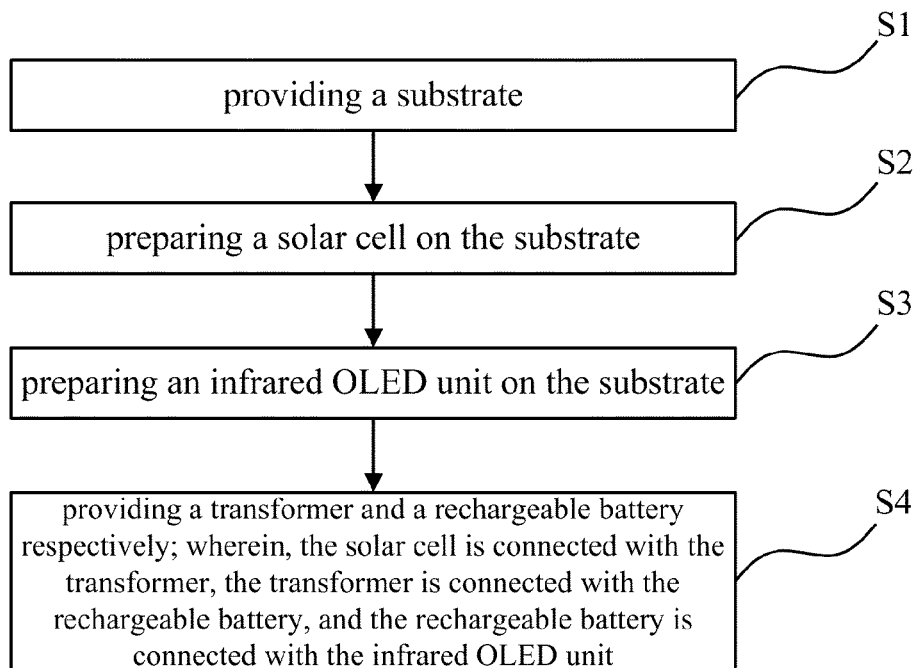 S1
providing a substrate
S2
preparing a solar cell on the substrate
S3
preparing an infrared OLED unit on the substrate
S4
providing a transformer and a rechargeable battery
respectively; wherein, the solar cell is connected with the
transformer, the transformer is connected with the
rechargeable battery, and the rechargeable battery is
connected with the infrared OLED unit